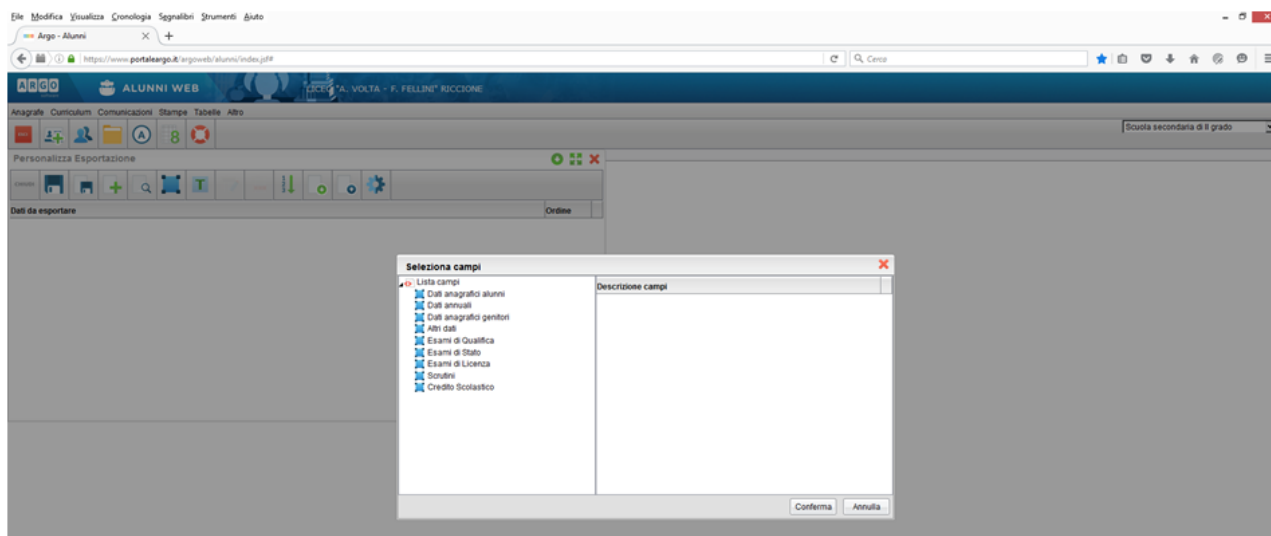 File Modifica Visualizza Cronologia Segnalibri Strumenti Aiuto
Argo - Alunni
https://www.portaleargo.it/argoweb/alunni/index.jsf#
Cerca
ARGO ALUNNI WEB LICEO "A. VOLTA - F. FELLINI" RICCIONE
Anagrafe Curriculum Comunicazioni Stampe Tabelle Altro
Scuola secondaria di II grado
Personalizza Esportazione
Dati da esportare Ordine
Seleziona campi
Lista campi
Descrizione campi
Dati anagrafici alunni
Dati annuali
Dati anagrafici genitori
Altri dati
Esami di Qualifica
Esami di Stato
Esami di Licenza
Scrutini
Credito Scolastico
Conferma Annulla